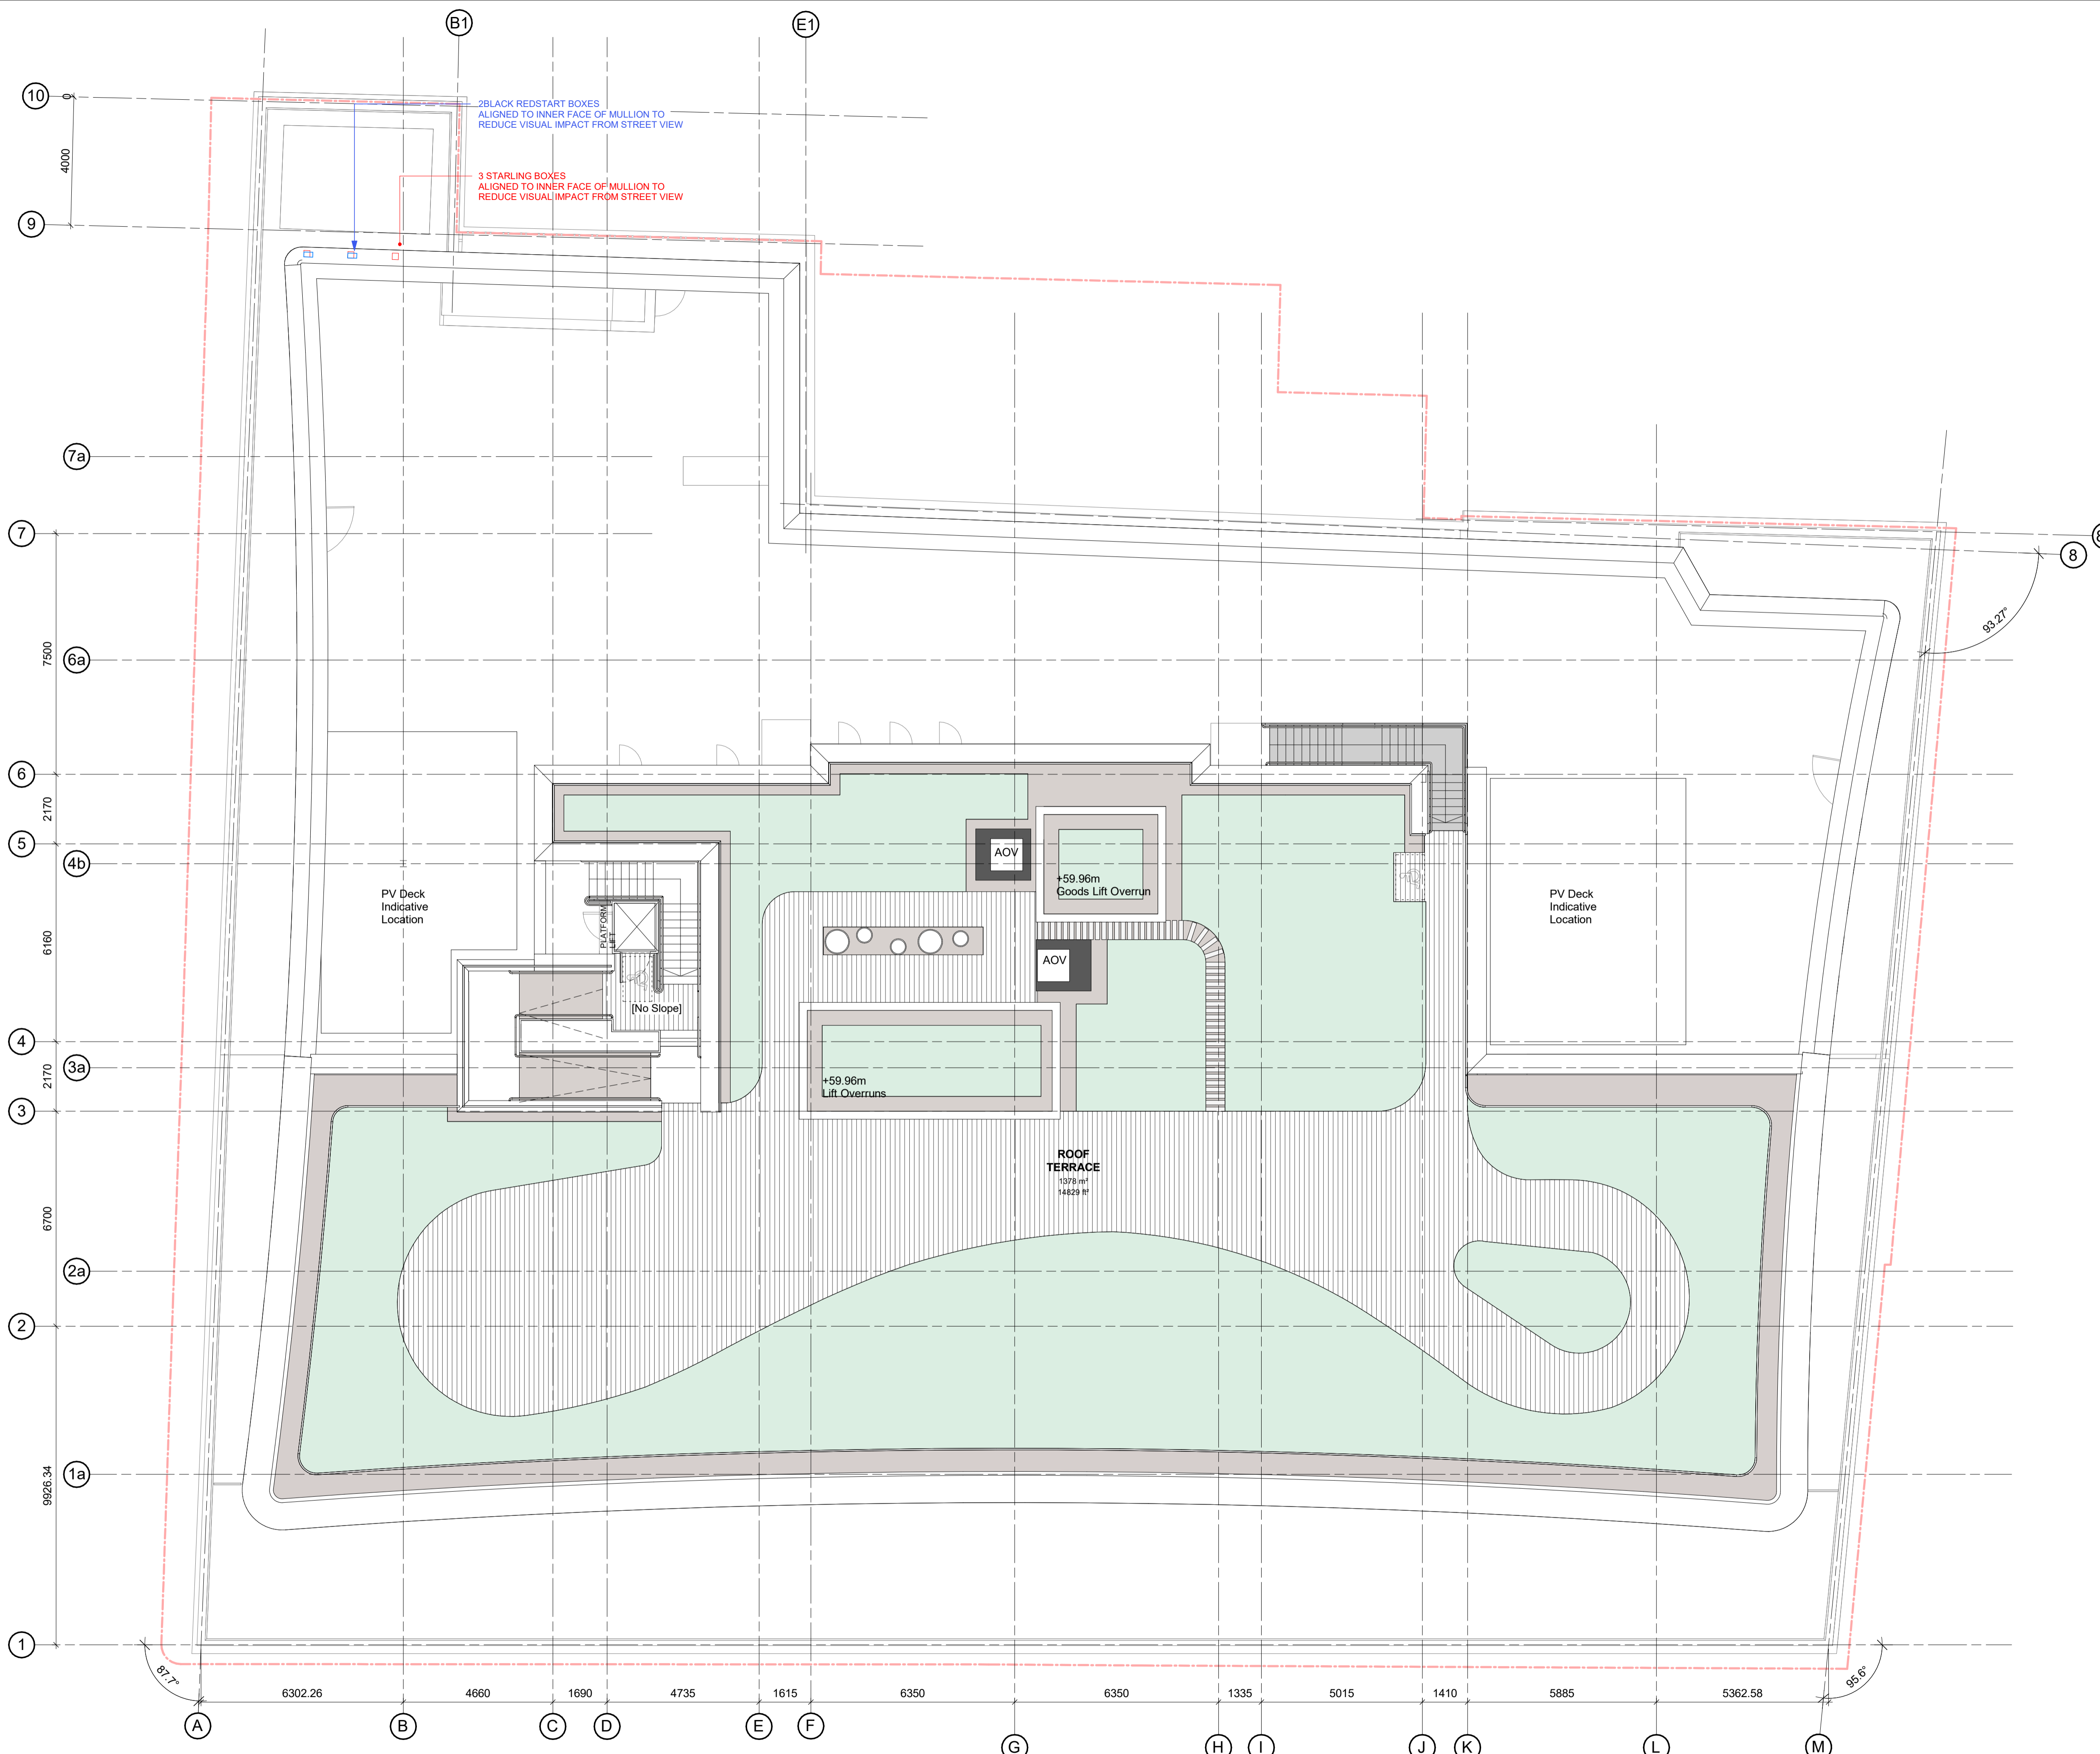 B1
E1
10
0
2BLACK REDSTART BOXES
ALIGNED TO INNER FACE OF MULLION TO
REDUCE VISUAL IMPACT FROM STREET VIEW
4000
3 STARLING BOXES
ALIGNED TO INNER FACE OF MULLION TO
REDUCE VISUAL IMPACT FROM STREET VIEW
9
7a
7
8
93.27°
7500
6a
6
2170
5
4b
AOV
+59.96m
Goods Lift Overrun
PV Deck
Indicative
Location
PV Deck
Indicative
Location
PLATFORM
LIFT
6160
AOV
[No Slope]
4
3a
2170
+59.96m
Lift Overruns
3
ROOF
TERRACE
1378 m²
14829 ft²
6700
2a
2
1a
9926.34
1
87.7°
95.6°
6302.26
4660
1690
4735
1615
6350
6350
1335
5015
1410
5885
5362.58
A
B
C
D
E
F
G
H
I
J
K
L
M